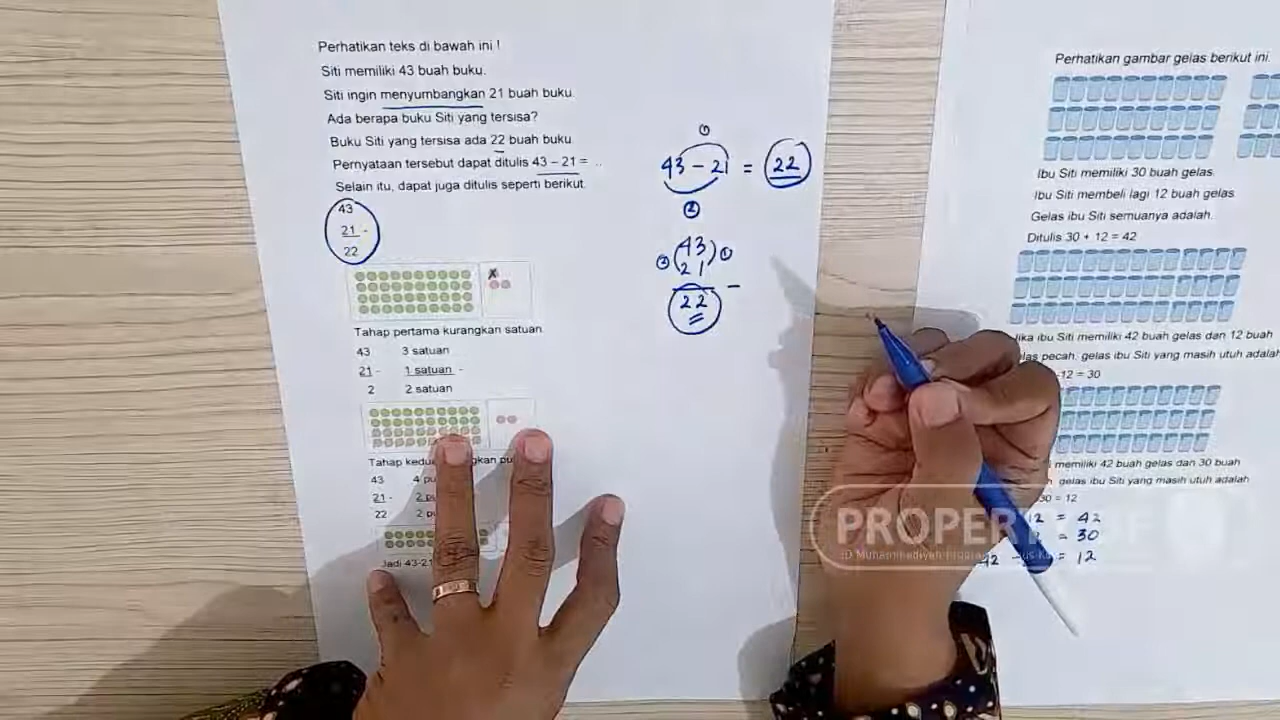 Perhatikan teks di bawah ini !
Siti memiliki 43 buah buku.
Siti ingin menyumbangkan 21 buah buku.
Ada berapa buku Siti yang tersisa?
Buku Siti yang tersisa ada 22 buah buku
Pernyataan tersebut dapat ditulis 43 – 21 = ..
Selain itu, dapat juga ditulis seperti berikut.
43
21 -
22
Tahap pertama kurangkan satuan
43 3 satuan
21 - 1 satuan -
2 2 satuan
Tahap
43 4
21 - 2
22 2
Jadi 43-21
1
43 – 21 = 22
2
43
2 21 1
22 –
Perhatikan gambar gelas berikut ini.
Ibu Siti memiliki 30 buah gelas.
Ibu Siti membeli lagi 12 buah gelas
Gelas ibu Siti semuanya adalah.
Ditulis 30 + 12 = 42
ibu Siti memiliki 42 buah gelas dan 12 buah
pecah, gelas ibu Siti yang masih utuh adalah
12 = 30
memiliki 42 buah gelas dan 30 buah
gelas ibu Siti yang masih utuh adalah
30 = 12
12 = 42
= 30
42 – = 12
PROPER